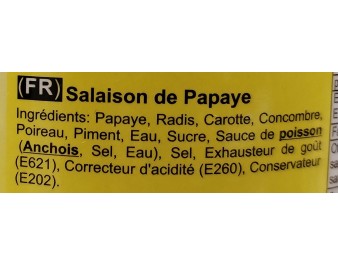 (FR) Salaison de Papaye
Ingrédients: Papaye, Radis, Carotte, Concombre,
Poireau, Piment, Eau, Sucre, Sauce de poisson
(Anchois, Sel, Eau), Sel, Exhausteur de goût
(E621), Correcteur d'acidité (E260), Conservateur
(E202).